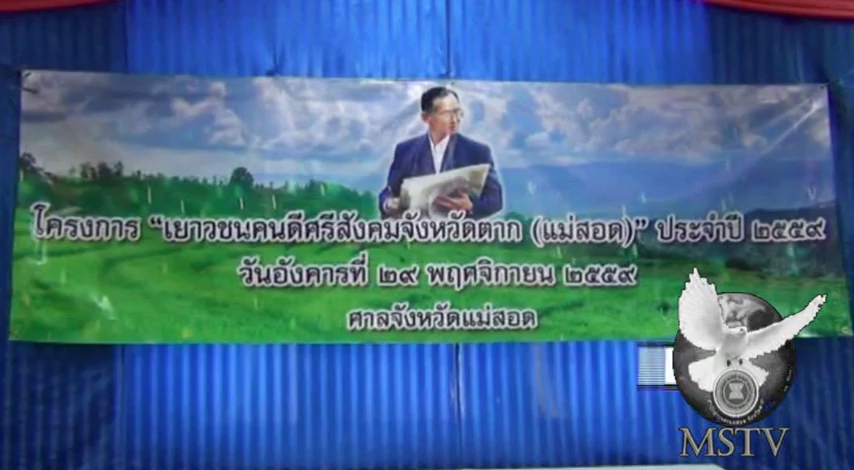 โครงการ “เยาวชนคนดีศรีสังคมจังหวัดตาก (แม่สอด)” ประจำปี ๒๕๕๙
วันอังคารที่ ๒๙ พฤศจิกายน ๒๕๕๙
ศาลจังหวัดแม่สอด
MSTV